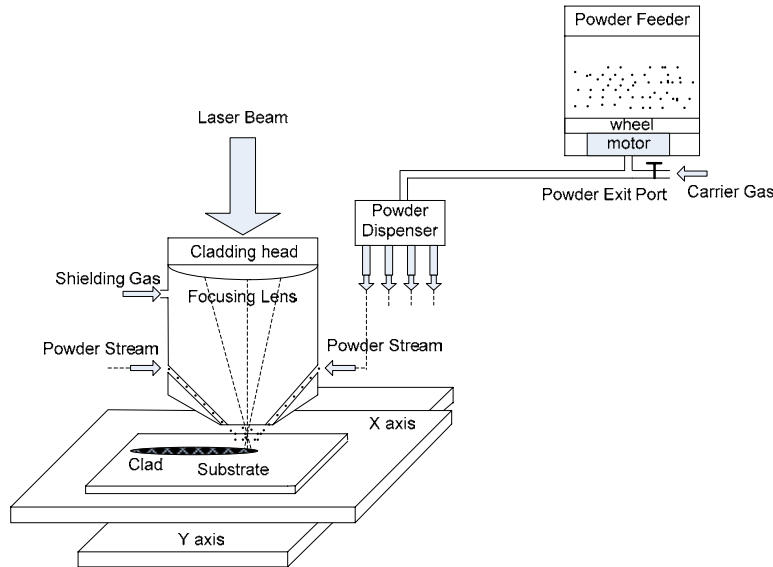 Powder Feeder
wheel
motor
Powder Exit Port
Carrier Gas
Laser Beam
Powder
Dispenser
Cladding head
Shielding Gas
Focusing Lens
Powder Stream
Powder Stream
X axis
Clad
Substrate
Y axis